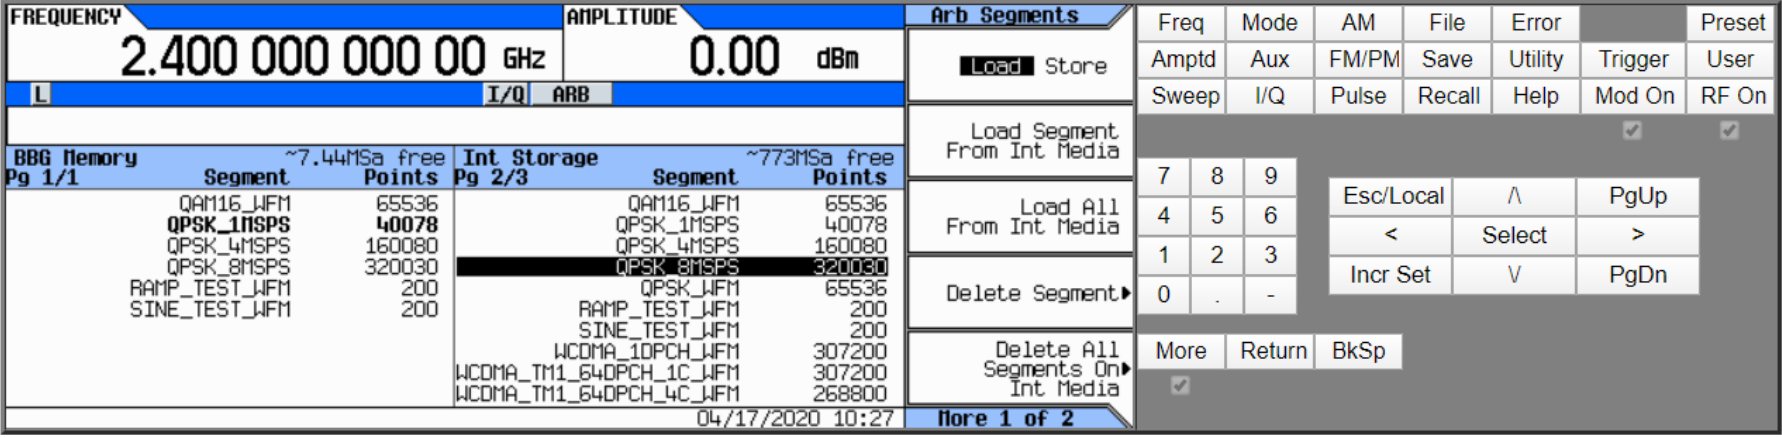 FREQUENCY AMPLITUDE
2.400 000 000 00 GHz 0.00 dBm
L I/Q ARB
BBG Memory ~7.44MSa free Int Storage ~773MSa free
Pg 1/1 Segment Points Pg 2/3 Segment Points
QAM16_WFM 65536 QAM16_WFM 65536
QPSK_1MSPS 40078 QPSK_1MSPS 40078
QPSK_4MSPS 160080 QPSK_4MSPS 160080
QPSK_8MSPS 320030 QPSK_8MSPS 320030
RAMP_TEST_WFM 200 QPSK_WFM 65536
SINE_TEST_WFM 200 RAMP_TEST_WFM 200
SINE_TEST_WFM 200
WCDMA_1DPCH_WFM 307200
WCDMA_TM1_64DPCH_1C_WFM 307200
WCDMA_TM1_64DPCH_4C_WFM 268800
04/17/2020 10:27
Arb Segments
Load Store
Load Segment
From Int Media
Load All
From Int Media
Delete Segment
Delete All
Segments On
Int Media
More 1 of 2
Freq Mode AM File Error Preset
Amptd Aux FM/PM Save Utility Trigger User
Sweep I/Q Pulse Recall Help Mod On RF On
7 8 9
4 5 6
1 2 3
0 . -
Esc/Local /\ PgUp
< Select >
Incr Set \/ PgDn
More Return BkSp